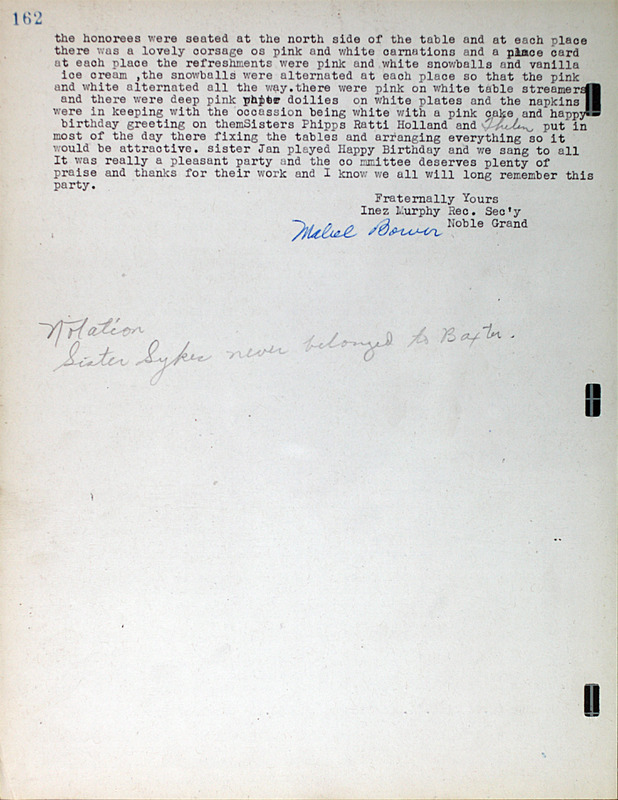 162
the honorees were seated at the north side of the table and at each place
there was a lovely corsage os pink and white carnations and a place card
at each place the refreshments were pink and white snowballs and vanilla
ice cream ,the snowballs were alternated at each place so that the pink
and white alternated all the way.there were pink on white table streamers
and there were deep pink paper doilies on white plates and the napkins
were in keeping with the occassion being white with a pink cake and happy
birthday greeting on themSisters Phipps Ratti Holland and Thelen put in
most of the day there fixing the tables and arranging everything so it
would be attractive. sister Jan played Happy Birthday and we sang to all
It was really a pleasant party and the co mmittee deserves plenty of
praise and thanks for their work and I know we all will long remember this
party.
Fraternally Yours
Inez Murphy Rec. Sec'y
Mabel Bower Noble Grand
Notation
Sister Sykes never belonged to Baxter.